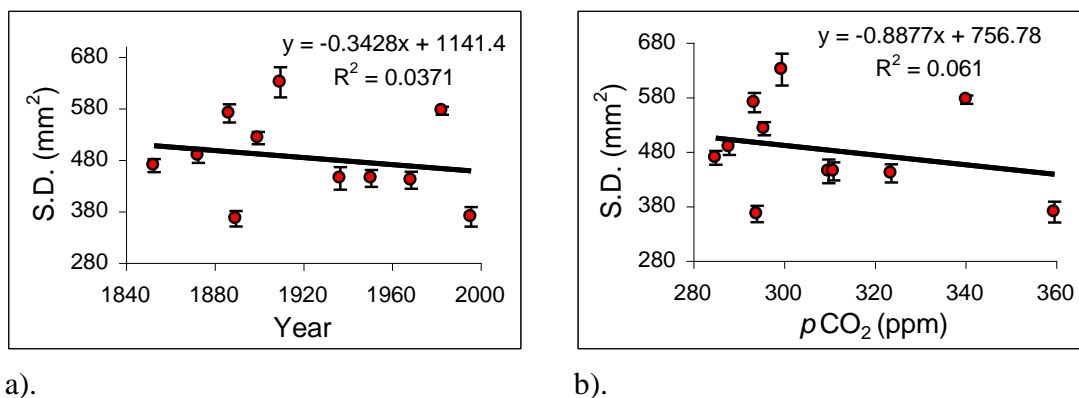 y = -0.3428x + 1141.4
R² = 0.0371
S.D. (mm²)
680
580
480
380
280
1840
1880
1920
1960
2000
Year
y = -0.8877x + 756.78
R² = 0.061
S.D. (mm²)
680
580
480
380
280
280
300
320
340
360
pCO₂ (ppm)
a).
b).